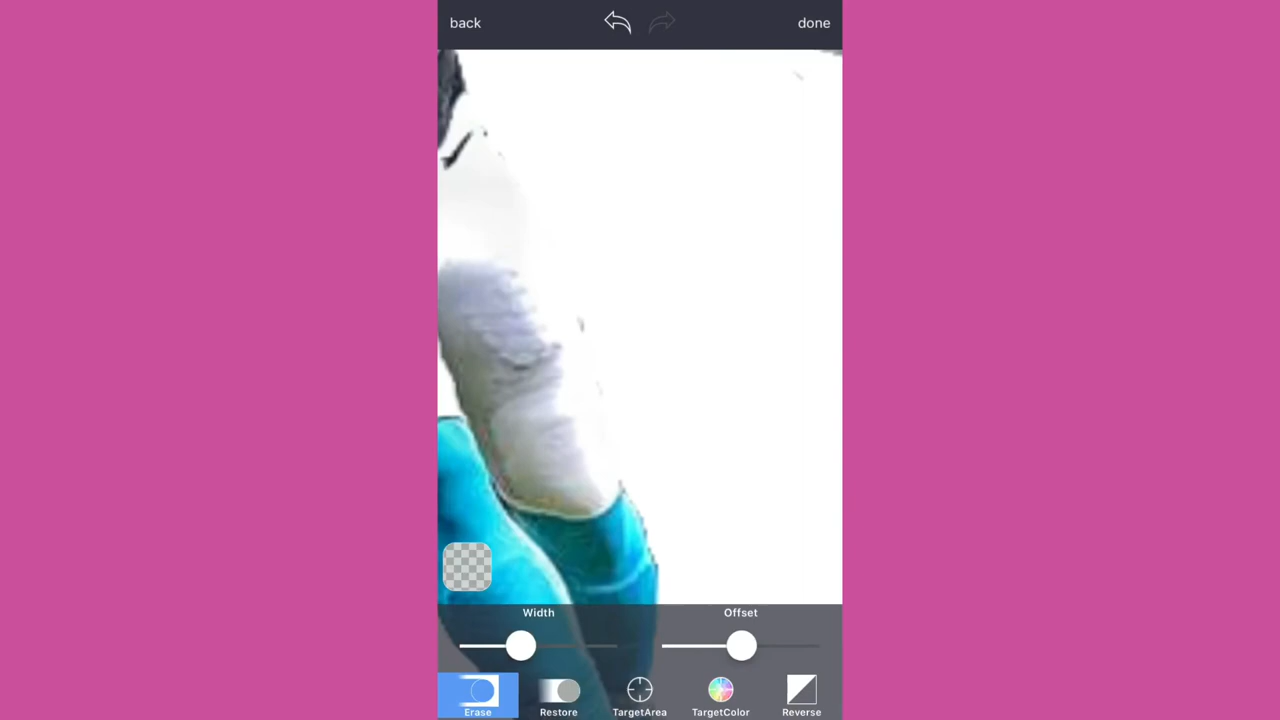 back
done
Width
Offset
Erase
Restore
TargetArea
TargetColor
Reverse